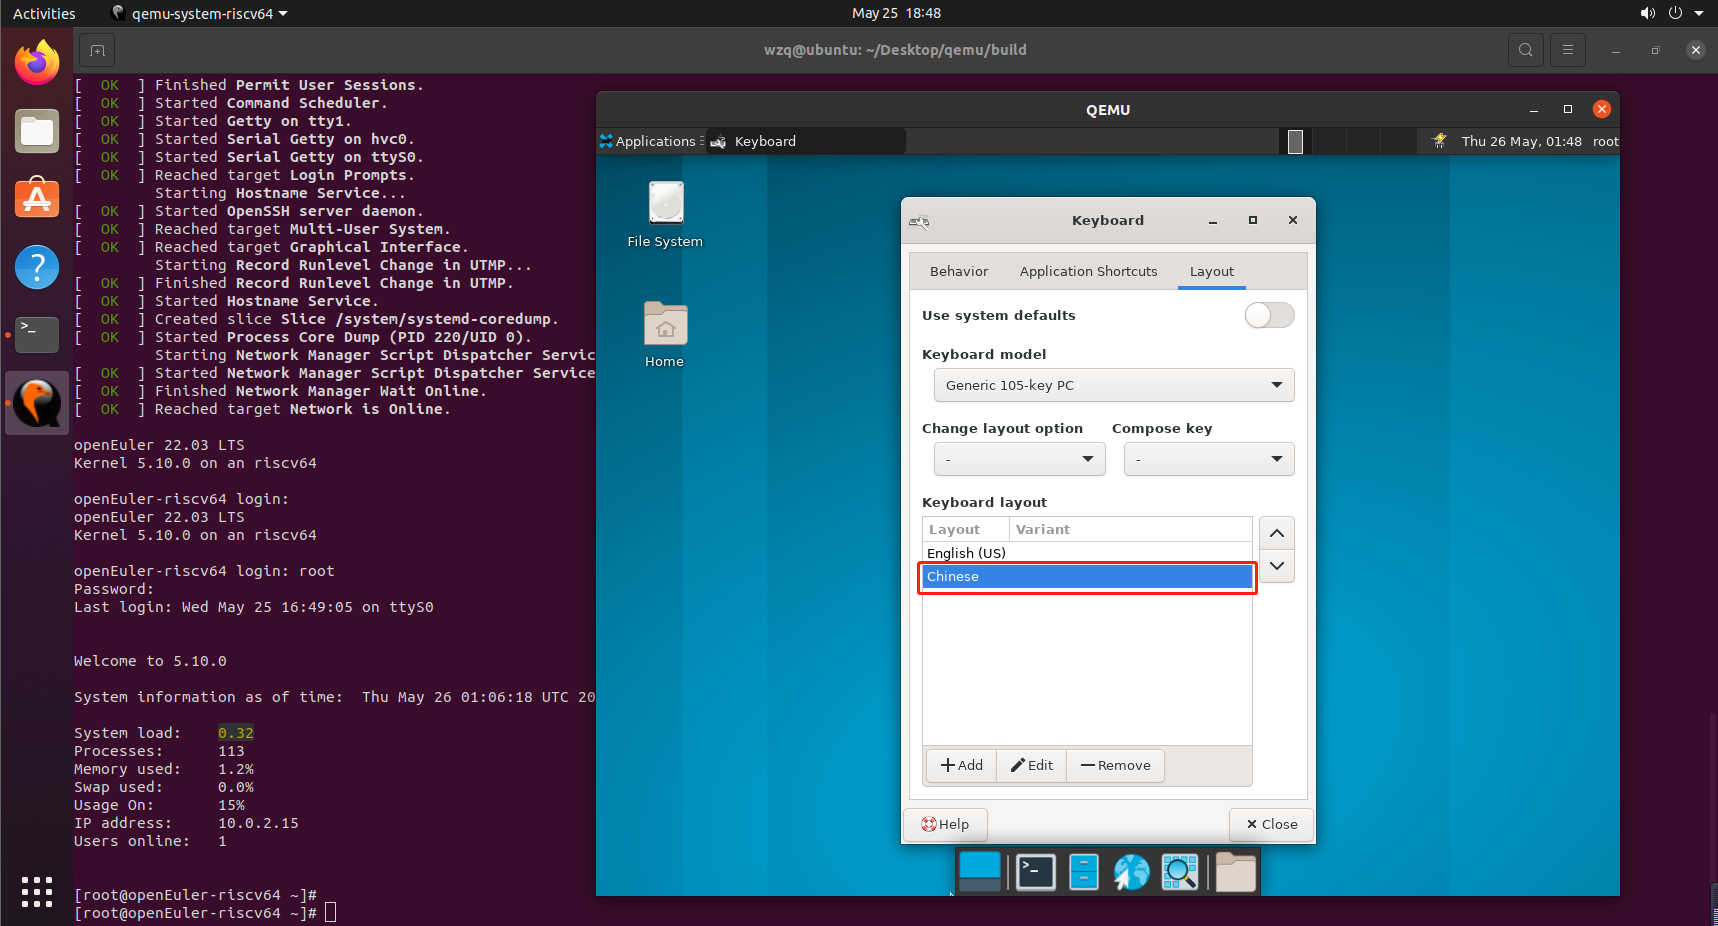 Activities
qemu-system-riscv64
May 25 18:48
wzq@ubuntu: ~/Desktop/qemu/build
[ OK ] Finished Permit User Sessions.
[ OK ] Started Command Scheduler.
[ OK ] Started Getty on tty1.
[ OK ] Started Serial Getty on hvc0.
[ OK ] Started Serial Getty on ttyS0.
[ OK ] Reached target Login Prompts.
Starting Hostname Service...
[ OK ] Started OpenSSH server daemon.
[ OK ] Reached target Multi-User System.
[ OK ] Reached target Graphical Interface.
Starting Record Runlevel Change in UTMP...
[ OK ] Finished Record Runlevel Change in UTMP.
[ OK ] Started Hostname Service.
[ OK ] Created slice Slice /system/systemd-coredump.
[ OK ] Started Process Core Dump (PID 220/UID 0).
Starting Network Manager Script Dispatcher Servic
[ OK ] Started Network Manager Script Dispatcher Service
[ OK ] Finished Network Manager Wait Online.
[ OK ] Reached target Network is Online.
openEuler 22.03 LTS
Kernel 5.10.0 on an riscv64
openEuler-riscv64 login:
openEuler 22.03 LTS
Kernel 5.10.0 on an riscv64
openEuler-riscv64 login: root
Password:
Last login: Wed May 25 16:49:05 on ttyS0
Welcome to 5.10.0
System information as of time: Thu May 26 01:06:18 UTC 20
System load: 0.32
Processes: 113
Memory used: 1.2%
Swap used: 0.0%
Usage On: 15%
IP address: 10.0.2.15
Users online: 1
[root@openEuler-riscv64 ~]#
[root@openEuler-riscv64 ~]#
QEMU
Applications
Keyboard
Thu 26 May, 01:48
root
File System
Home
Keyboard
Behavior
Application Shortcuts
Layout
Use system defaults
Keyboard model
Generic 105-key PC
Change layout option
Compose key
-
-
Keyboard layout
Layout
Variant
English (US)
Chinese
Add
Edit
Remove
Help
Close